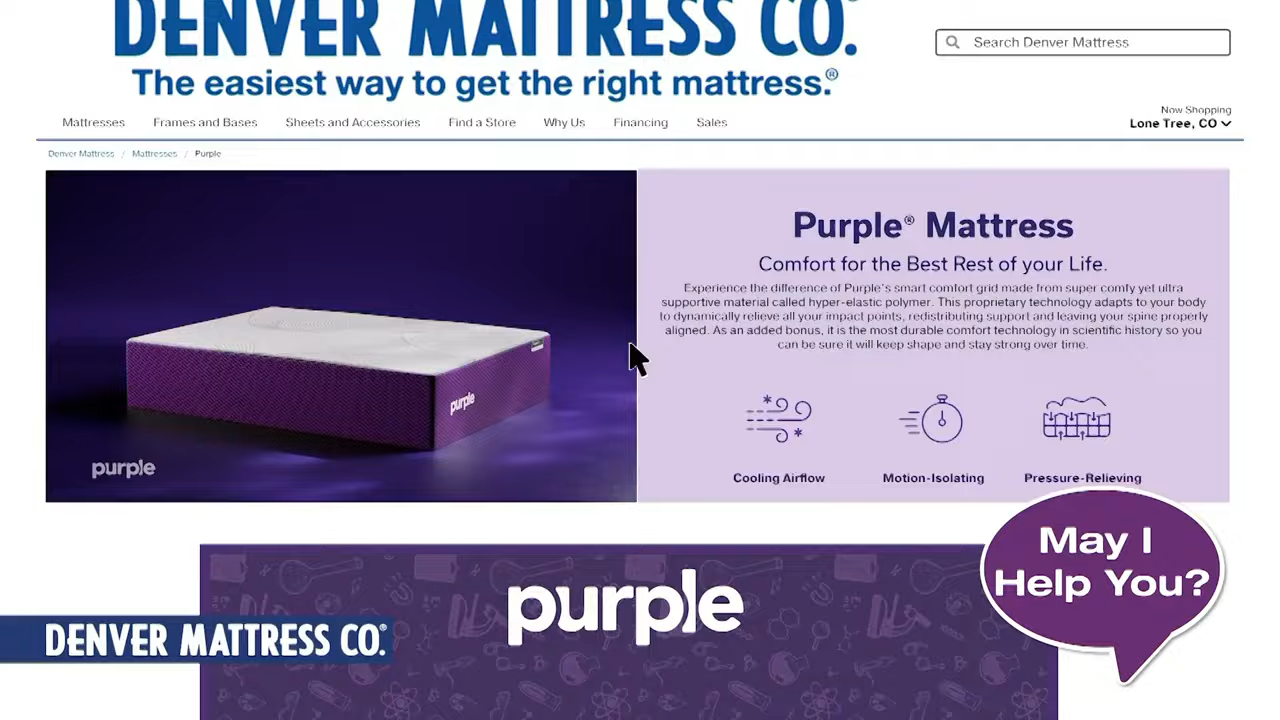 DENVER MATTRESS CO.®
The easiest way to get the right mattress.®
Search Denver Mattress
Mattresses Frames and Bases Sheets and Accessories Find a Store Why Us Financing Sales
Now Shopping
Lone Tree, CO
Denver Mattress / Mattresses / Purple
purple
purple
Purple® Mattress
Comfort for the Best Rest of your Life.
Experience the difference of Purple's smart comfort grid made from super comfy yet ultra
supportive material called hyper-elastic polymer. This proprietary technology adapts to your body
to dynamically relieve all your impact points, redistributing support and leaving your spine properly
aligned. As an added bonus, it is the most durable comfort technology in scientific history so you
can be sure it will keep shape and stay strong over time.
Cooling Airflow Motion-Isolating Pressure-Relieving
May I
Help You?
purple
DENVER MATTRESS CO.®